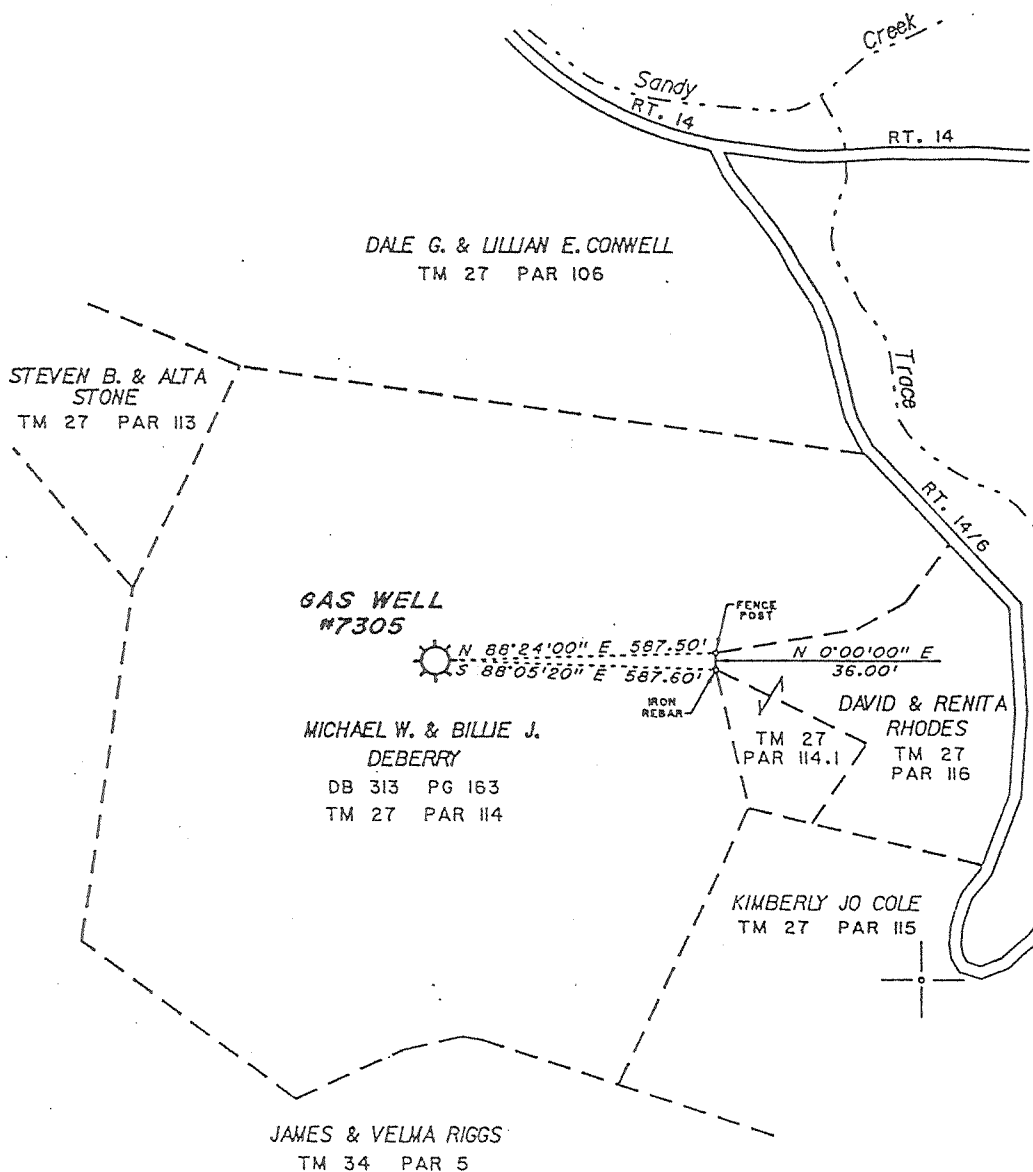 Creek
Sandy
RT. 14
RT. 14
DALE G. & LILLIAN E. CONWELL
TM 27 PAR 106
Trace
STEVEN B. & ALTA
STONE
TM 27 PAR 113
RT. 14/6
GAS WELL
#7305
FENCE
POST
N 88°24'00" E 587.50'
N 0°00'00" E
S 88°05'20" E 587.60'
36.00'
IRON
REBAR
DAVID & RENITA
RHODES
TM 27
PAR 116
TM 27
PAR 114.1
MICHAEL W. & BILLIE J.
DEBERRY
DB 313 PG 163
TM 27 PAR 114
KIMBERLY JO COLE
TM 27 PAR 115
JAMES & VELMA RIGGS
TM 34 PAR 5